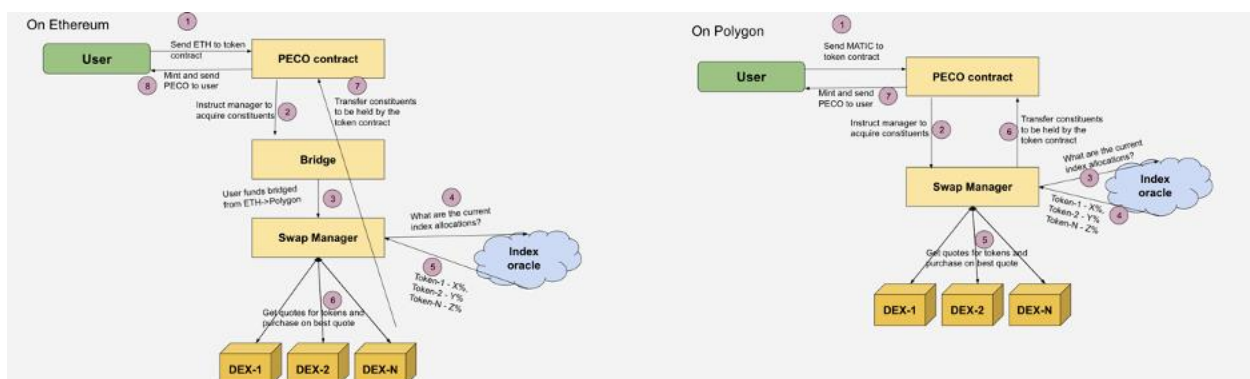 On Ethereum
1
Send ETH to token
contract
User
PECO contract
8
Mint and send
PECO to user
7
Instruct manager to
acquire constituents
2
Transfer constituents
to be held by the
token contract
Bridge
User funds bridged
from ETH->Polygon
3
4
What are the current
index allocations?
Swap Manager
Index
oracle
5
Token-1 - X%,
Token-2 - Y%
Token-N - Z%
6
Get quotes for tokens and
purchase on best quote
DEX-1
DEX-2
DEX-N
On Polygon
1
Send MATIC to
token contract
User
PECO contract
Mint and send
PECO to user
7
Instruct manager to
acquire constituents
2
6
Transfer constituents
to be held by the
token contract
What are the current
index allocations?
3
Swap Manager
Index
oracle
4
Token-1 - X%,
Token-2 - Y%
Token-N - Z%
5
Get quotes for tokens and
purchase on best quote
DEX-1
DEX-2
DEX-N